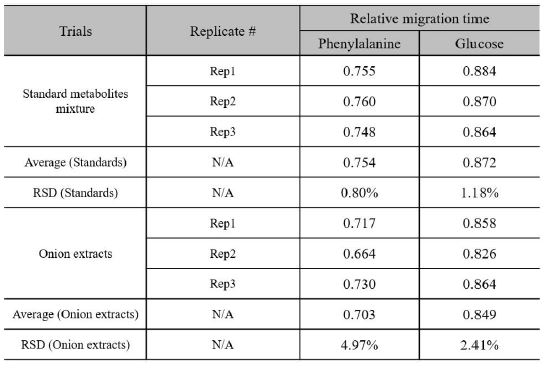 Trials Replicate # Relative migration time
Phenylalanine Glucose
Standard metabolites mixture
Rep1 0.755 0.884
Rep2 0.760 0.870
Rep3 0.748 0.864
Average (Standards) N/A 0.754 0.872
RSD (Standards) N/A 0.80% 1.18%
Onion extracts
Rep1 0.717 0.858
Rep2 0.664 0.826
Rep3 0.730 0.864
Average (Onion extracts) N/A 0.703 0.849
RSD (Onion extracts) N/A 4.97% 2.41%